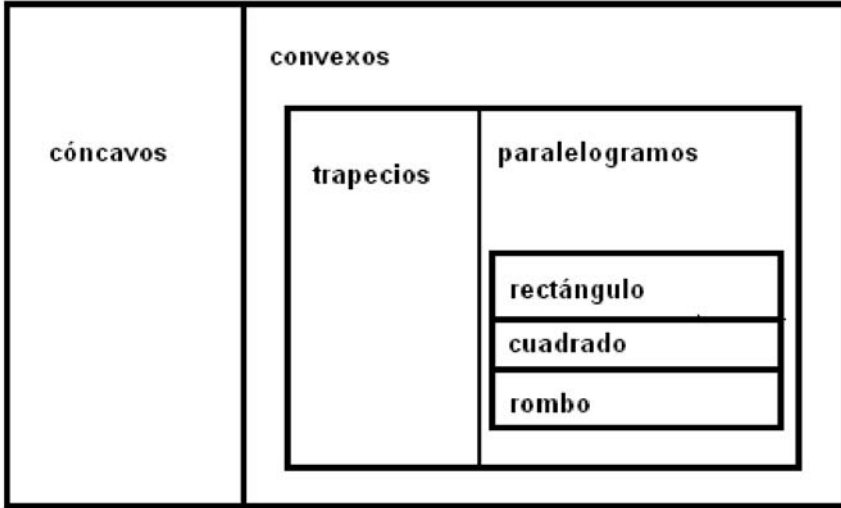 convexos
cóncavos
trapecios
paralelogramos
rectángulo
cuadrado
rombo